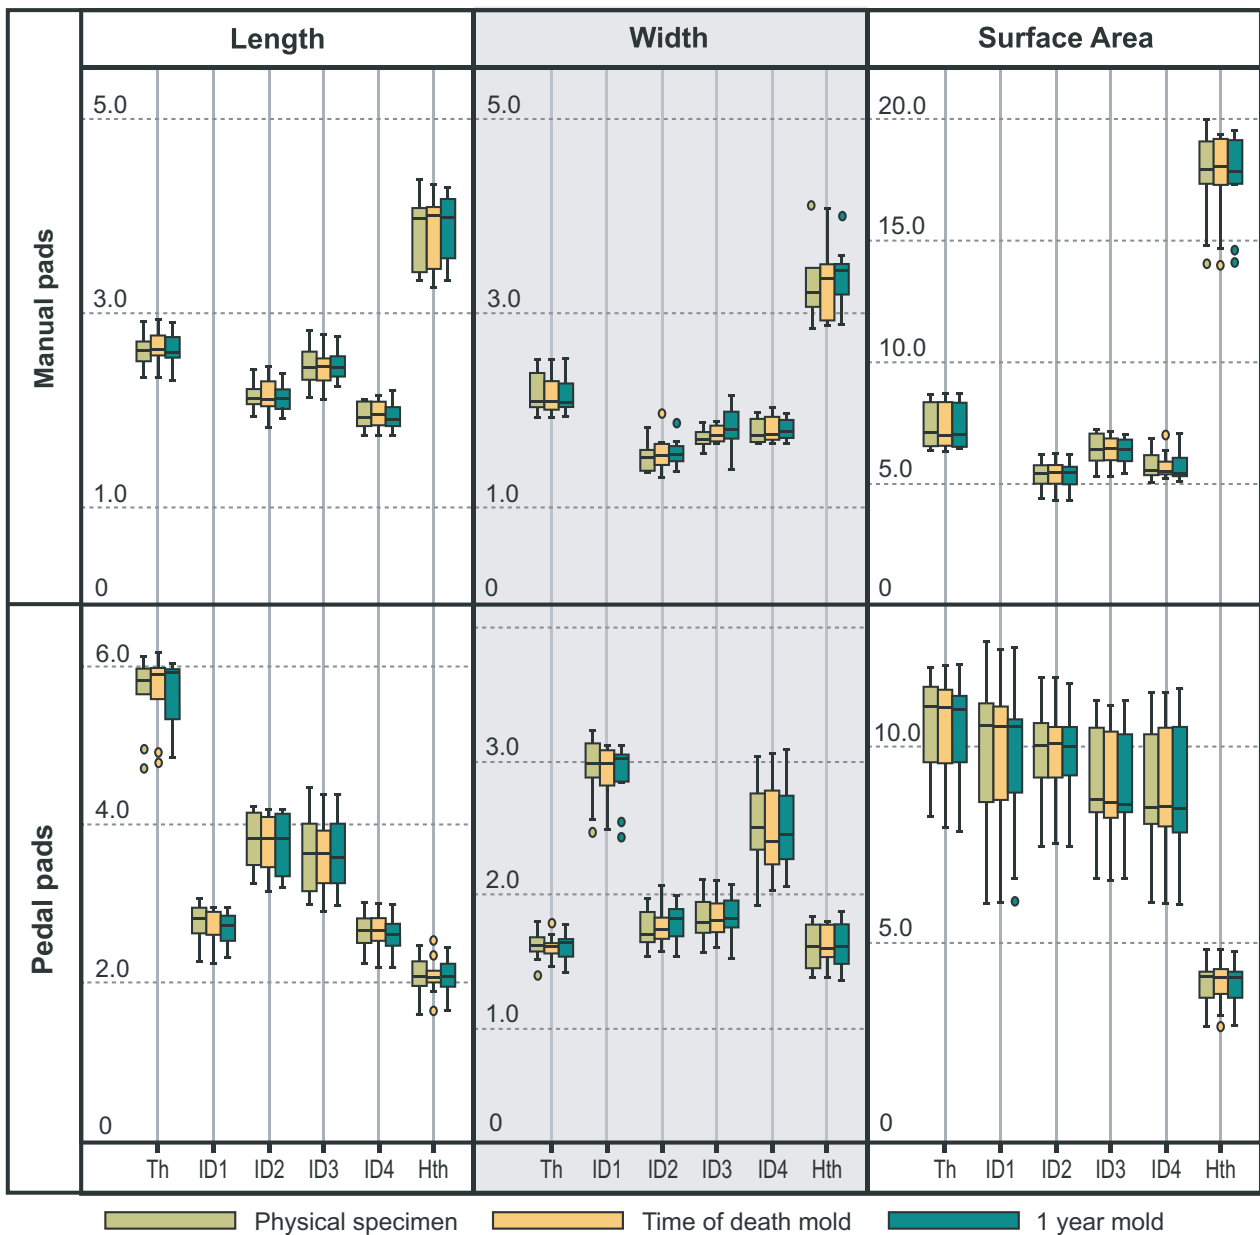 Length Width Surface Area
Manual pads
5.0 5.0 20.0
15.0
3.0 3.0
10.0
5.0
1.0 1.0
0 0 0
Pedal pads
6.0
3.0 10.0
4.0
2.0
5.0
2.0
1.0
0 0 0
Th ID1 ID2 ID3 ID4 Hth Th ID1 ID2 ID3 ID4 Hth Th ID1 ID2 ID3 ID4 Hth
Physical specimen Time of death mold 1 year mold